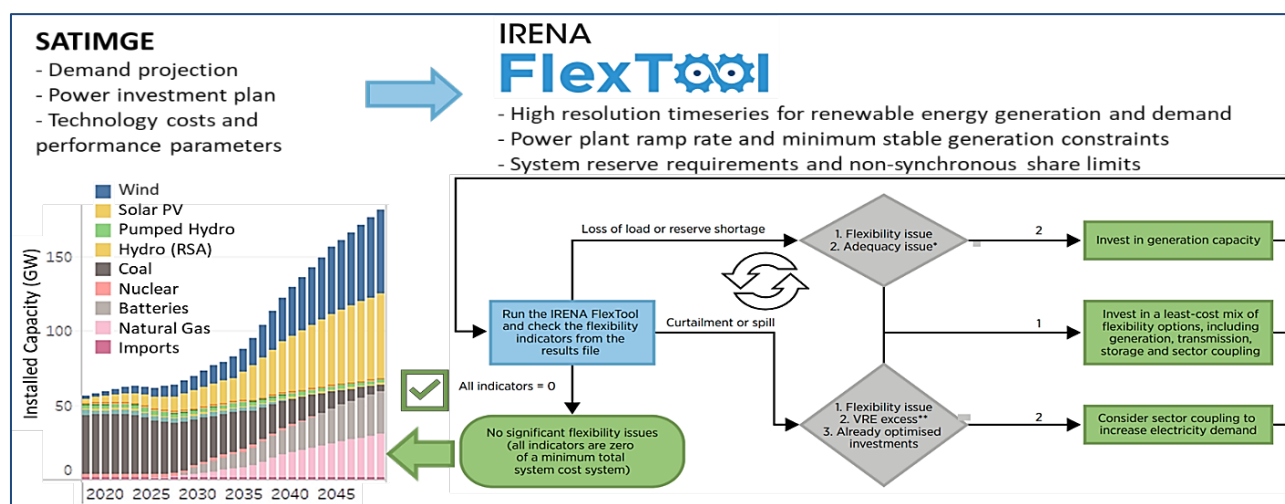 SATIMGE
- Demand projection
- Power investment plan
- Technology costs and
performance parameters
IRENA
FlexTool
- High resolution timeseries for renewable energy generation and demand
- Power plant ramp rate and minimum stable generation constraints
- System reserve requirements and non-synchronous share limits
Installed Capacity (GW)
150
100
50
0
Wind
Solar PV
Pumped Hydro
Hydro (RSA)
Coal
Nuclear
Batteries
Natural Gas
Imports
2020 2025 2030 2035 2040 2045
Loss of load or reserve shortage
1. Flexibility issue
2. Adequacy issue*
2
Invest in generation capacity
Run the IRENA FlexTool
and check the flexibility
indicators from the
results file
Curtailment or spill
1
Invest in a least-cost mix of
flexibility options, including
generation, transmission,
storage and sector coupling
All indicators = 0
No significant flexibility issues
(all indicators are zero
of a minimum total
system cost system)
1. Flexibility issue
2. VRE excess**
3. Already optimised
investments
2
Consider sector coupling to
increase electricity demand